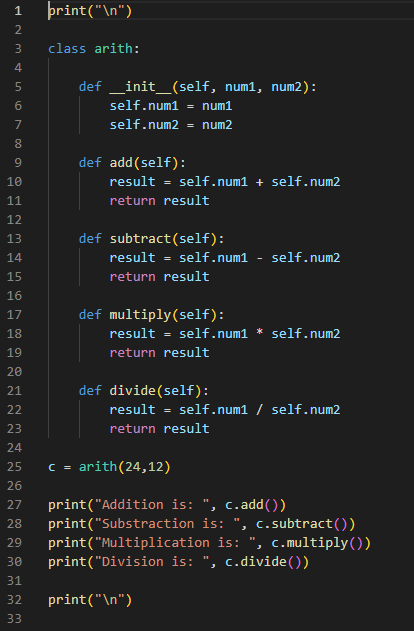 1 print("\n")
2
3 class arith:
4
5     def __init__(self, num1, num2):
6         self.num1 = num1
7         self.num2 = num2
8
9     def add(self):
10         result = self.num1 + self.num2
11         return result
12
13     def subtract(self):
14         result = self.num1 - self.num2
15         return result
16
17     def multiply(self):
18         result = self.num1 * self.num2
19         return result
20
21     def divide(self):
22         result = self.num1 / self.num2
23         return result
24
25 c = arith(24,12)
26
27 print("Addition is: ", c.add())
28 print("Substraction is: ", c.subtract())
29 print("Multiplication is: ", c.multiply())
30 print("Division is: ", c.divide())
31
32 print("\n")
33